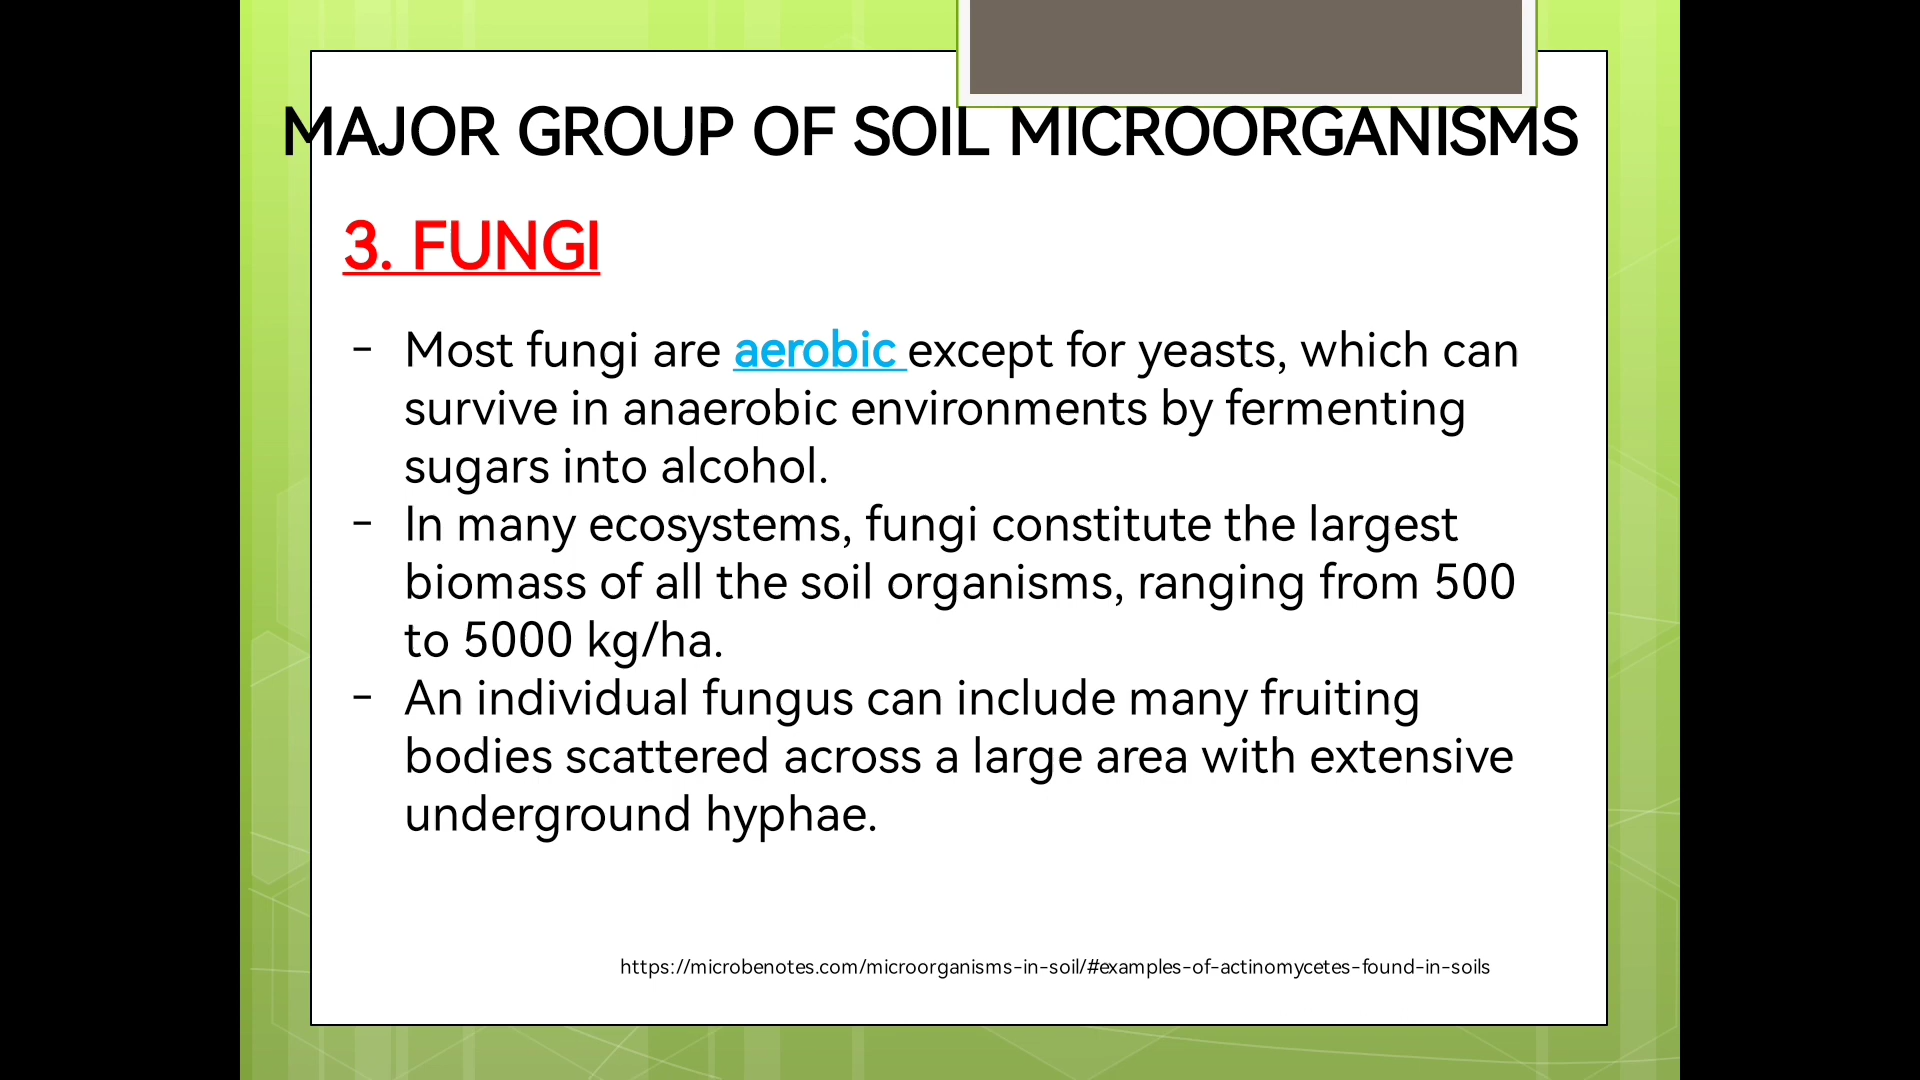 MAJOR GROUP OF SOIL MICROORGANISMS
3. FUNGI
- Most fungi are aerobic except for yeasts, which can
survive in anaerobic environments by fermenting
sugars into alcohol.
- In many ecosystems, fungi constitute the largest
biomass of all the soil organisms, ranging from 500
to 5000 kg/ha.
- An individual fungus can include many fruiting
bodies scattered across a large area with extensive
underground hyphae.
https://microbenotes.com/microorganisms-in-soil/#examples-of-actinomycetes-found-in-soils